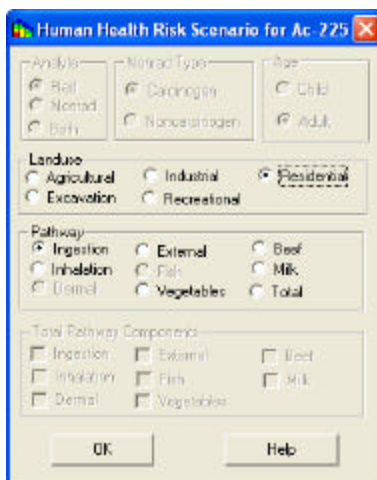 Human Health Risk Scenario for Ac-225
Analyte Nonrad Type Age
Rad Carcinogen Child
Nonrad
Both Noncarcinogen Adult
Landuse
Agricultural Industrial Residential
Excavation Recreational
Pathway
Ingestion External Beef
Inhalation Fish Milk
Dermal Vegetables Total
Total Pathway Components
Ingestion External Beef
Inhalation Fish Milk
Dermal Vegetables
OK Help